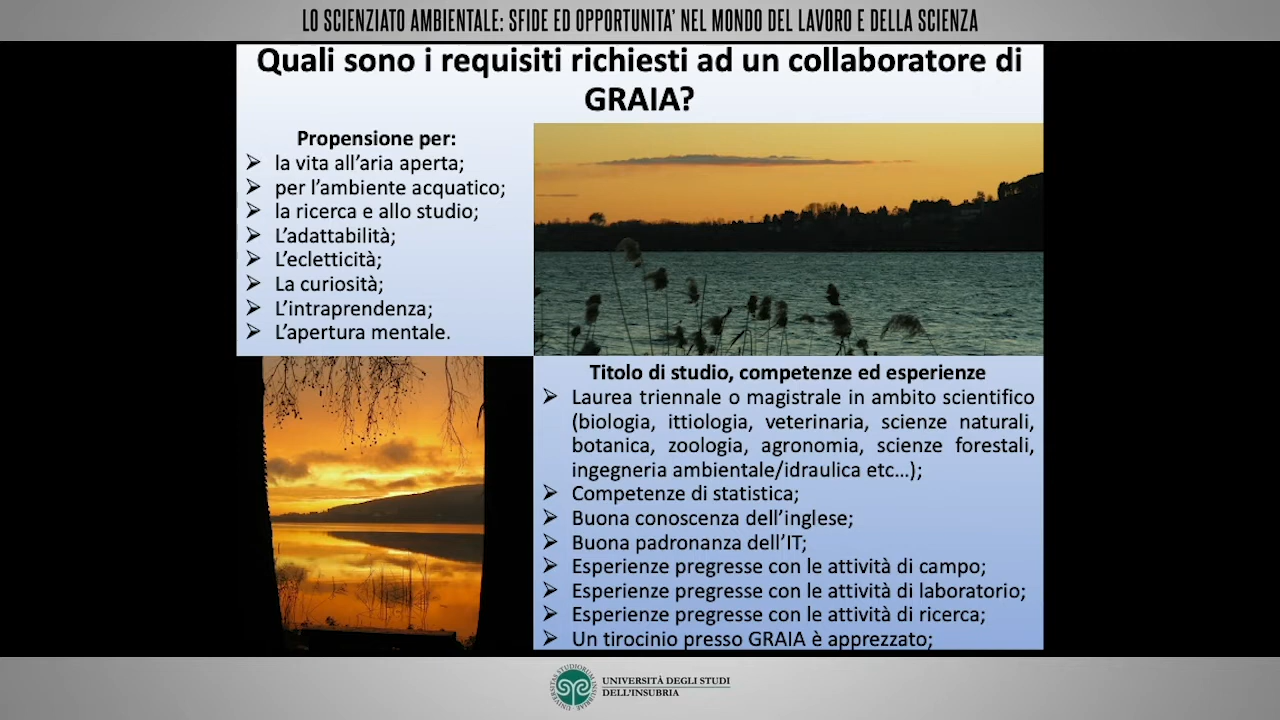 LO SCIENZIATO AMBIENTALE: SFIDE ED OPPORTUNITA' NEL MONDO DEL LAVORO E DELLA SCIENZA
Quali sono i requisiti richiesti ad un collaboratore di
GRAIA?
Propensione per:
➢ la vita all'aria aperta;
➢ per l'ambiente acquatico;
➢ la ricerca e allo studio;
➢ L'adattabilità;
➢ L'ecletticità;
➢ La curiosità;
➢ L'intraprendenza;
➢ L'apertura mentale.
Titolo di studio, competenze ed esperienze
➢ Laurea triennale o magistrale in ambito scientifico
(biologia, ittiologia, veterinaria, scienze naturali,
botanica, zoologia, agronomia, scienze forestali,
ingegneria ambientale/idraulica etc…);
➢ Competenze di statistica;
➢ Buona conoscenza dell'inglese;
➢ Buona padronanza dell'IT;
➢ Esperienze pregresse con le attività di campo;
➢ Esperienze pregresse con le attività di laboratorio;
➢ Esperienze pregresse con le attività di ricerca;
➢ Un tirocinio presso GRAIA è apprezzato;
UNIVERSITÀ DEGLI STUDI
DELL'INSUBRIA